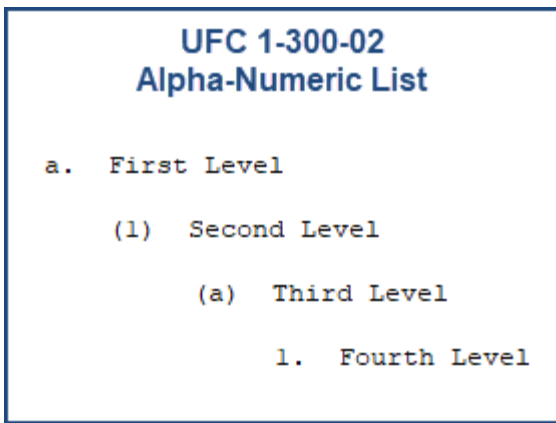 UFC 1-300-02
Alpha-Numeric List
a. First Level
(1) Second Level
(a) Third Level
1. Fourth Level